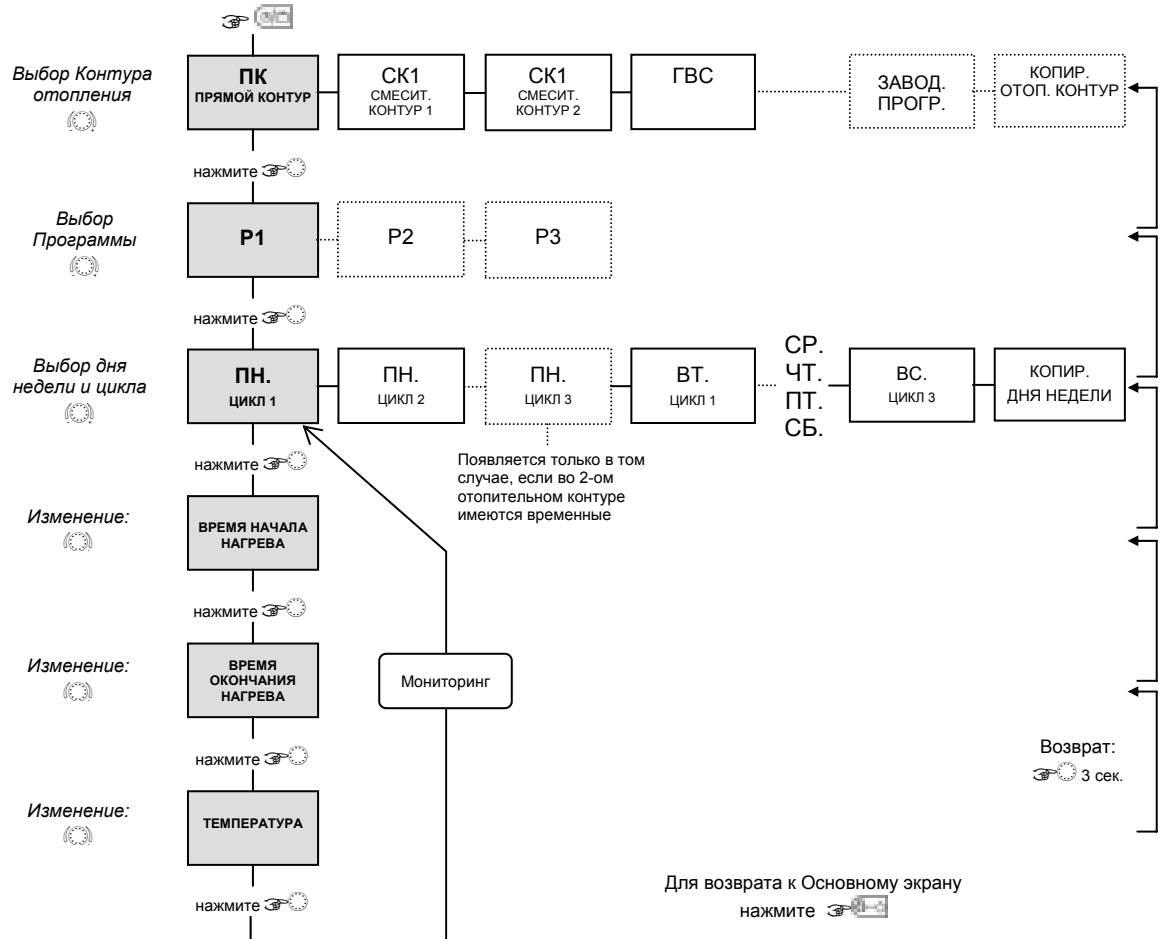 Выбор Контура
отопления
ПК
ПРЯМОЙ КОНТУР
СК1
СМЕСИТ.
КОНТУР 1
СК1
СМЕСИТ.
КОНТУР 2
ГВС
ЗАВОД.
ПРОГР.
КОПИР.
ОТОП. КОНТУР
нажмите
Выбор
Программы
P1
P2
P3
нажмите
Выбор дня
недели и цикла
ПН.
ЦИКЛ 1
ПН.
ЦИКЛ 2
ПН.
ЦИКЛ 3
ВТ.
ЦИКЛ 1
СР.
ЧТ.
ПТ.
СБ.
ВС.
ЦИКЛ 3
КОПИР.
ДНЯ НЕДЕЛИ
нажмите
Появляется только в том
случае, если во 2-ом
отопительном контуре
имеются временные
Изменение:
ВРЕМЯ НАЧАЛА
НАГРЕВА
нажмите
Изменение:
ВРЕМЯ
ОКОНЧАНИЯ
НАГРЕВА
Мониторинг
нажмите
Возврат:
3 сек.
Изменение:
ТЕМПЕРАТУРА
нажмите
Для возврата к Основному экрану
нажмите